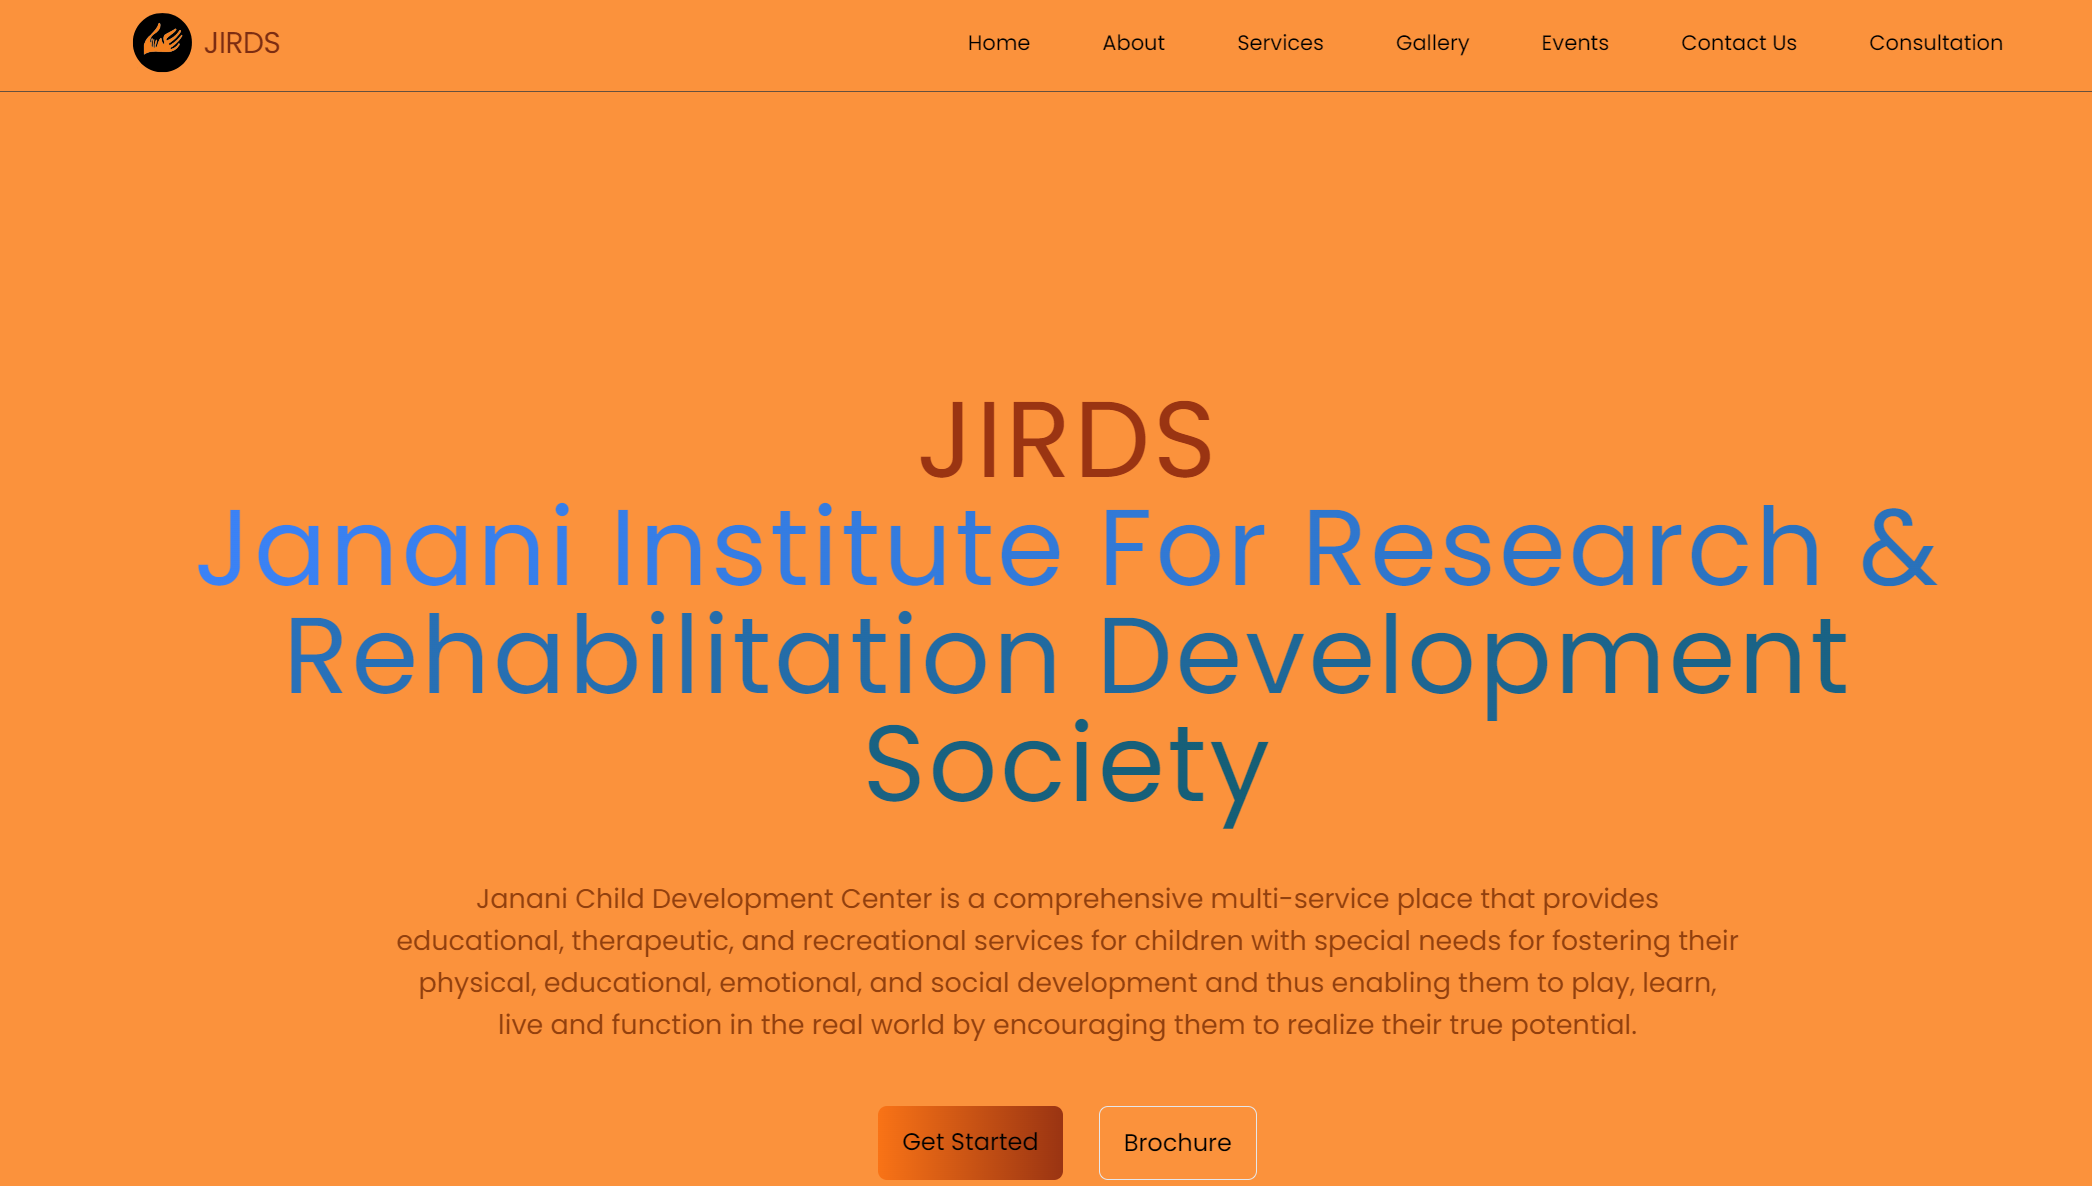 JIRDS
Home About Services Gallery Events Contact Us Consultation
JIRDS
Janani Institute For Research &
Rehabilitation Development
Society
Janani Child Development Center is a comprehensive multi-service place that provides
educational, therapeutic, and recreational services for children with special needs for fostering their
physical, educational, emotional, and social development and thus enabling them to play, learn,
live and function in the real world by encouraging them to realize their true potential.
Get Started Brochure